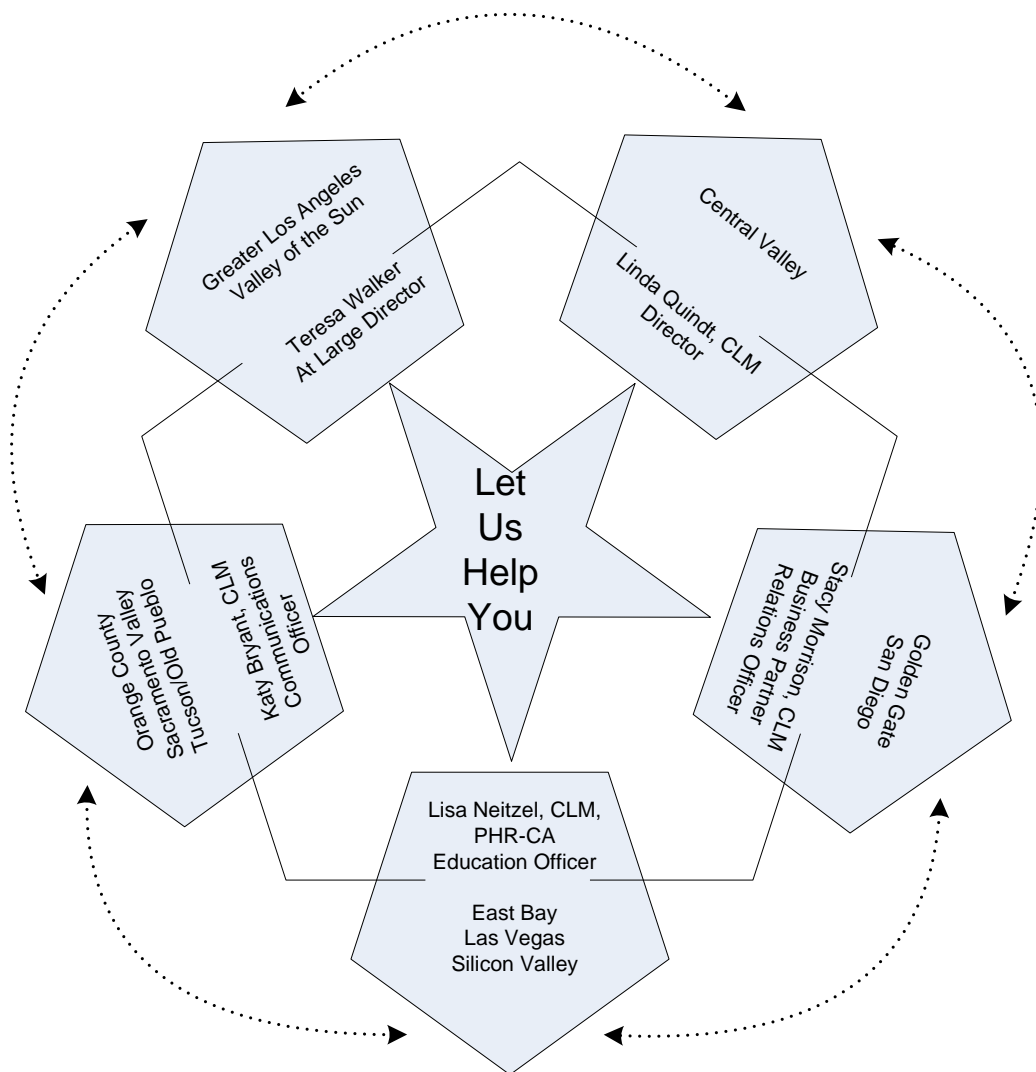 Greater Los Angeles
Valley of the Sun
Teresa Walker
At Large Director
Central Valley
Linda Quindt, CLM
Director
Let
Us
Help
You
Orange County
Sacramento Valley
Tucson/Old Pueblo
Katy Bryant, CLM
Communications
Officer
Golden Gate
San Diego
Stacy Morrison, CLM
Business Partner
Relations Officer
Lisa Neitzel, CLM,
PHR-CA
Education Officer
East Bay
Las Vegas
Silicon Valley